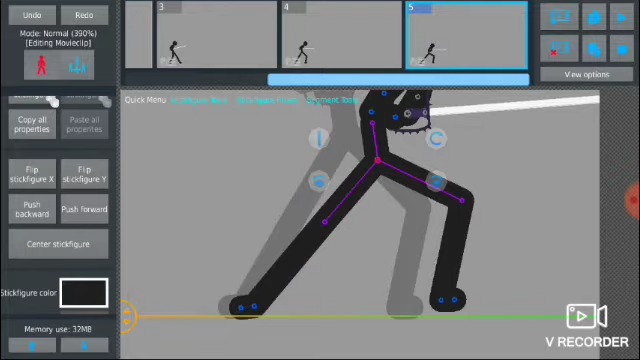 Undo
Redo
Mode: Normal (390%)
[Editing Movieclip]
3
4
5
View options
Quick Menu
Copy all properties
Paste all properties
Flip stickfigure X
Flip stickfigure Y
Push backward
Push forward
Center stickfigure
Stickfigure color
Memory use: 32MB
V RECORDER